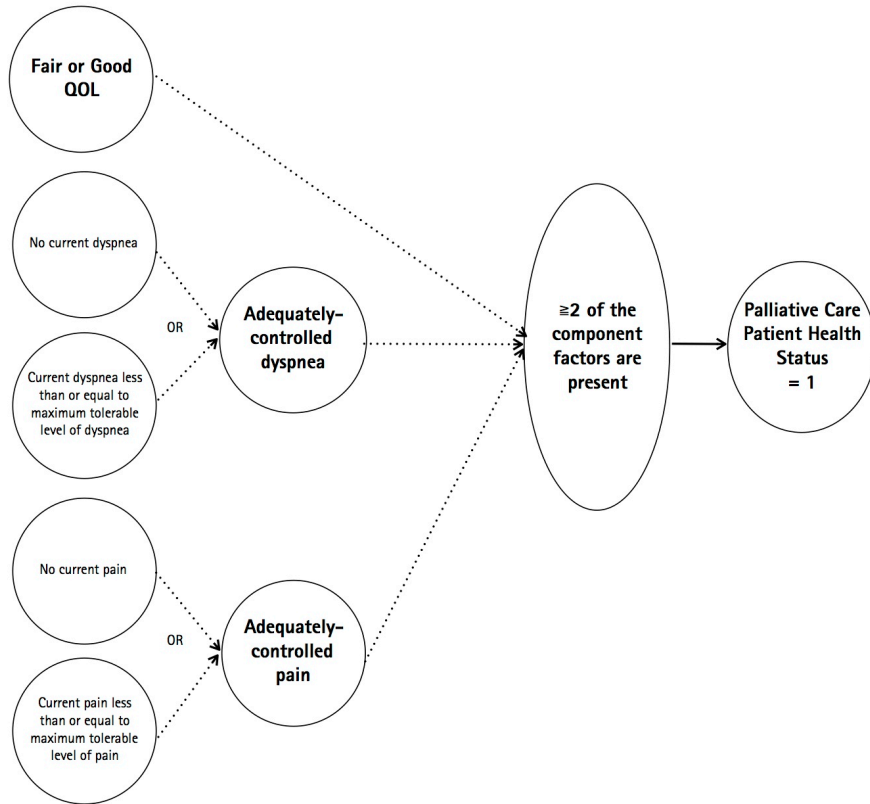 Fair or Good
QOL
No current dyspnea
OR
Current dyspnea less
than or equal to
maximum tolerable
level of dyspnea
Adequately-
controlled
dyspnea
No current pain
OR
Current pain less
than or equal to
maximum tolerable
level of pain
Adequately-
controlled
pain
≧2 of the
component
factors are
present
Palliative Care
Patient Health
Status
= 1